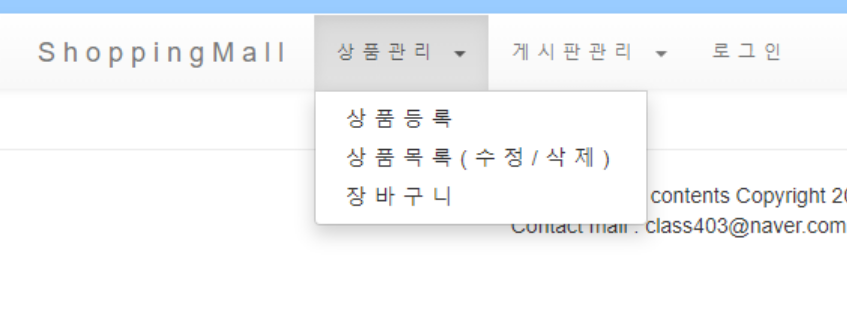 ShoppingMall 상품관리 게시판관리 로그인
상품등록
상품목록(수정/삭제)
장바구니
contents Copyright 20
Contact mail : class403@naver.com